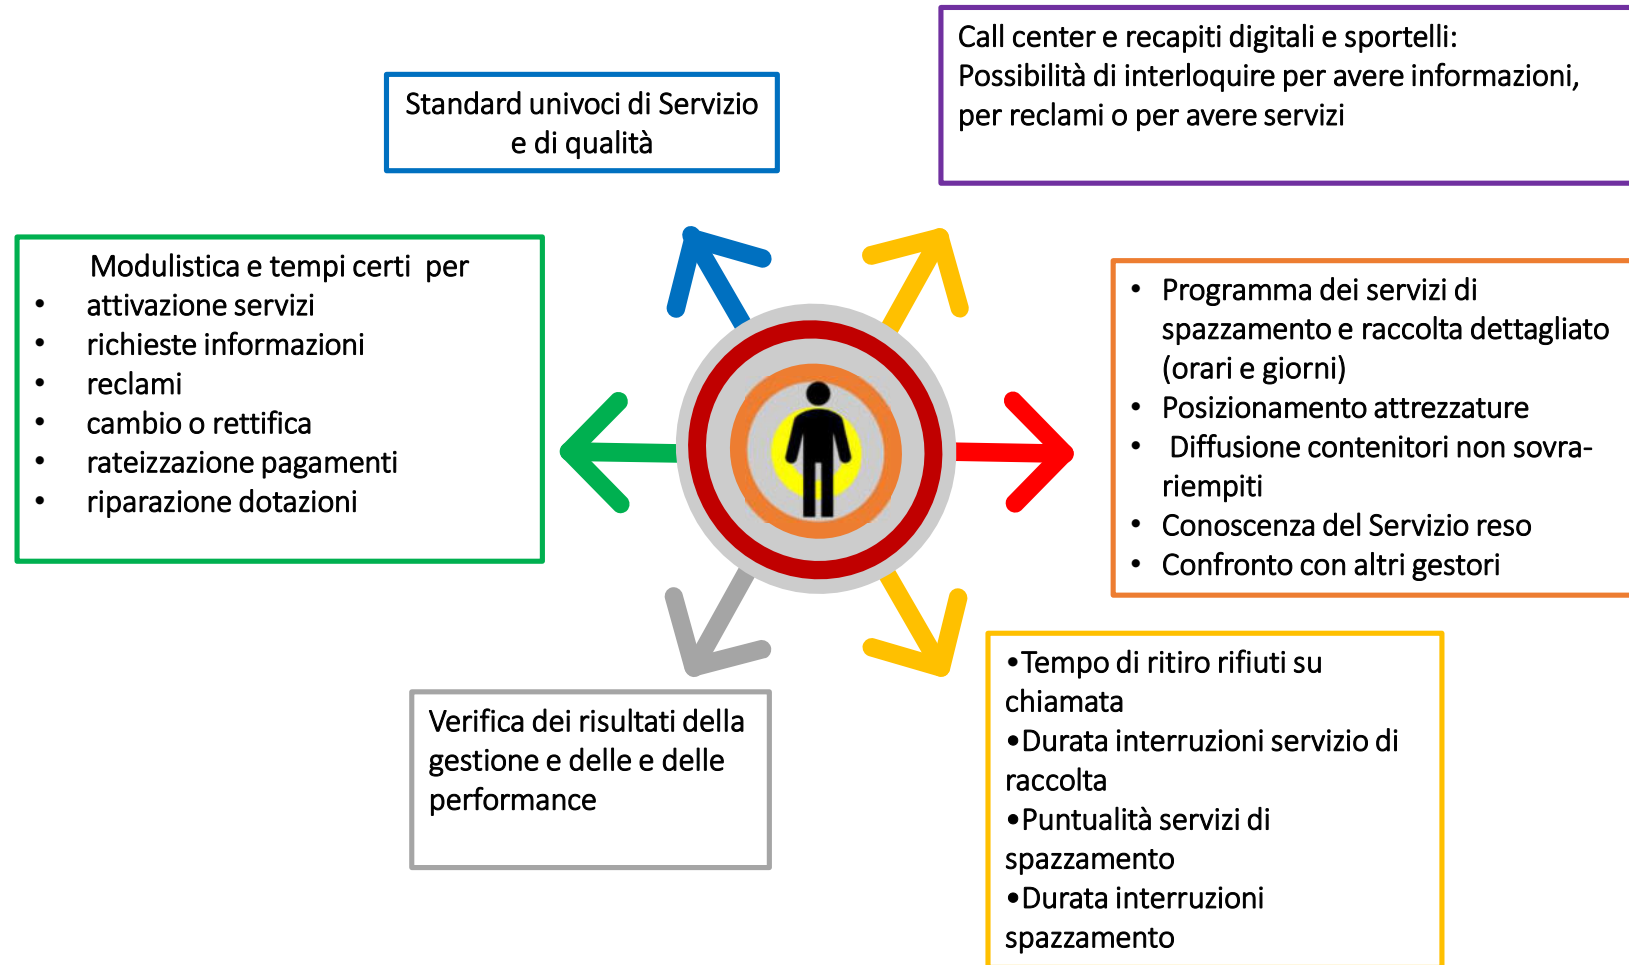 Standard univoci di Servizio
e di qualità
Call center e recapiti digitali e sportelli:
Possibilità di interloquire per avere informazioni,
per reclami o per avere servizi
Modulistica e tempi certi  per
• attivazione servizi
• richieste informazioni
• reclami
• cambio o rettifica
• rateizzazione pagamenti
• riparazione dotazioni
• Programma dei servizi di
spazzamento e raccolta dettagliato
(orari e giorni)
• Posizionamento attrezzature
• Diffusione contenitori non sovra-
riempiti
• Conoscenza del Servizio reso
• Confronto con altri gestori
Verifica dei risultati della
gestione e delle e delle
performance
•Tempo di ritiro rifiuti su
chiamata
•Durata interruzioni servizio di
raccolta
•Puntualità servizi di
spazzamento
•Durata interruzioni
spazzamento